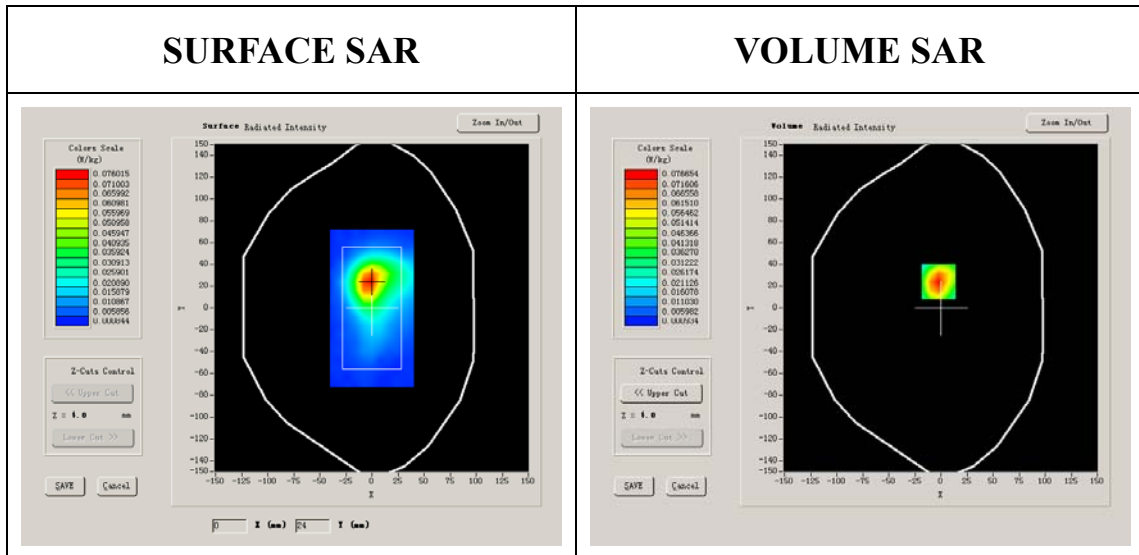 SURFACE SAR
Surface Radiated Intensity
Zoom In/Out
Colors Scale
(W/kg)
0.076015
0.071003
0.065992
0.060981
0.055969
0.050958
0.045947
0.040935
0.035924
0.030913
0.025901
0.020890
0.015879
0.010867
0.005856
0.000844
150
140
120
100
80
60
40
20
0
-20
-40
-60
-80
-100
-120
-140
-150
Y
-150 -125 -100 -75 -50 -25 0 25 50 75 100 125 150
X
Z-Cuts Control
<< Upper Cut
Z = 4.0 mm
Lower Cut >>
SAVE Cancel
0 X (mm) 24 Y (mm)
VOLUME SAR
Volume Radiated Intensity
Zoom In/Out
Colors Scale
(W/kg)
0.076654
0.071606
0.066558
0.061510
0.056462
0.051414
0.046366
0.041318
0.036270
0.031222
0.026174
0.021126
0.016078
0.011030
0.005982
0.000934
150
140
120
100
80
60
40
20
0
-20
-40
-60
-80
-100
-120
-140
-150
Y
-150 -125 -100 -75 -50 -25 0 25 50 75 100 125 150
X
Z-Cuts Control
<< Upper Cut
Z = 4.0 mm
Lower Cut >>
SAVE Cancel